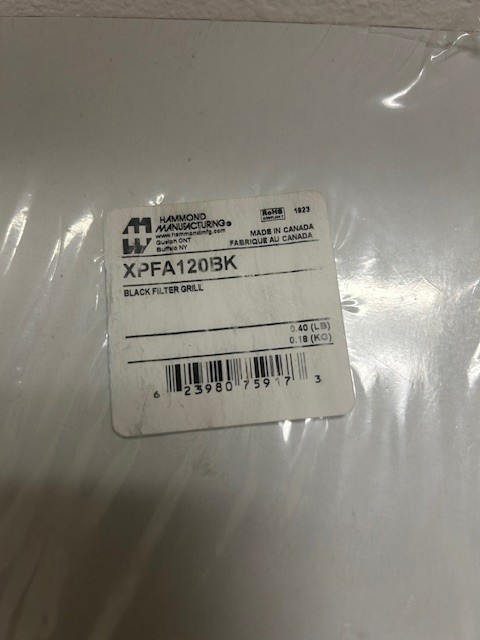 HAMMOND
MANUFACTURING®
www.hammondmfg.com
Guelph ONT
Buffalo NY
RoHS
COMPLIANT
1923
MADE IN CANADA
FABRIQUE AU CANADA
XPFA120BK
BLACK FILTER GRILL
0.40 (LB)
0.18 (KG)
6 23980 75917 3